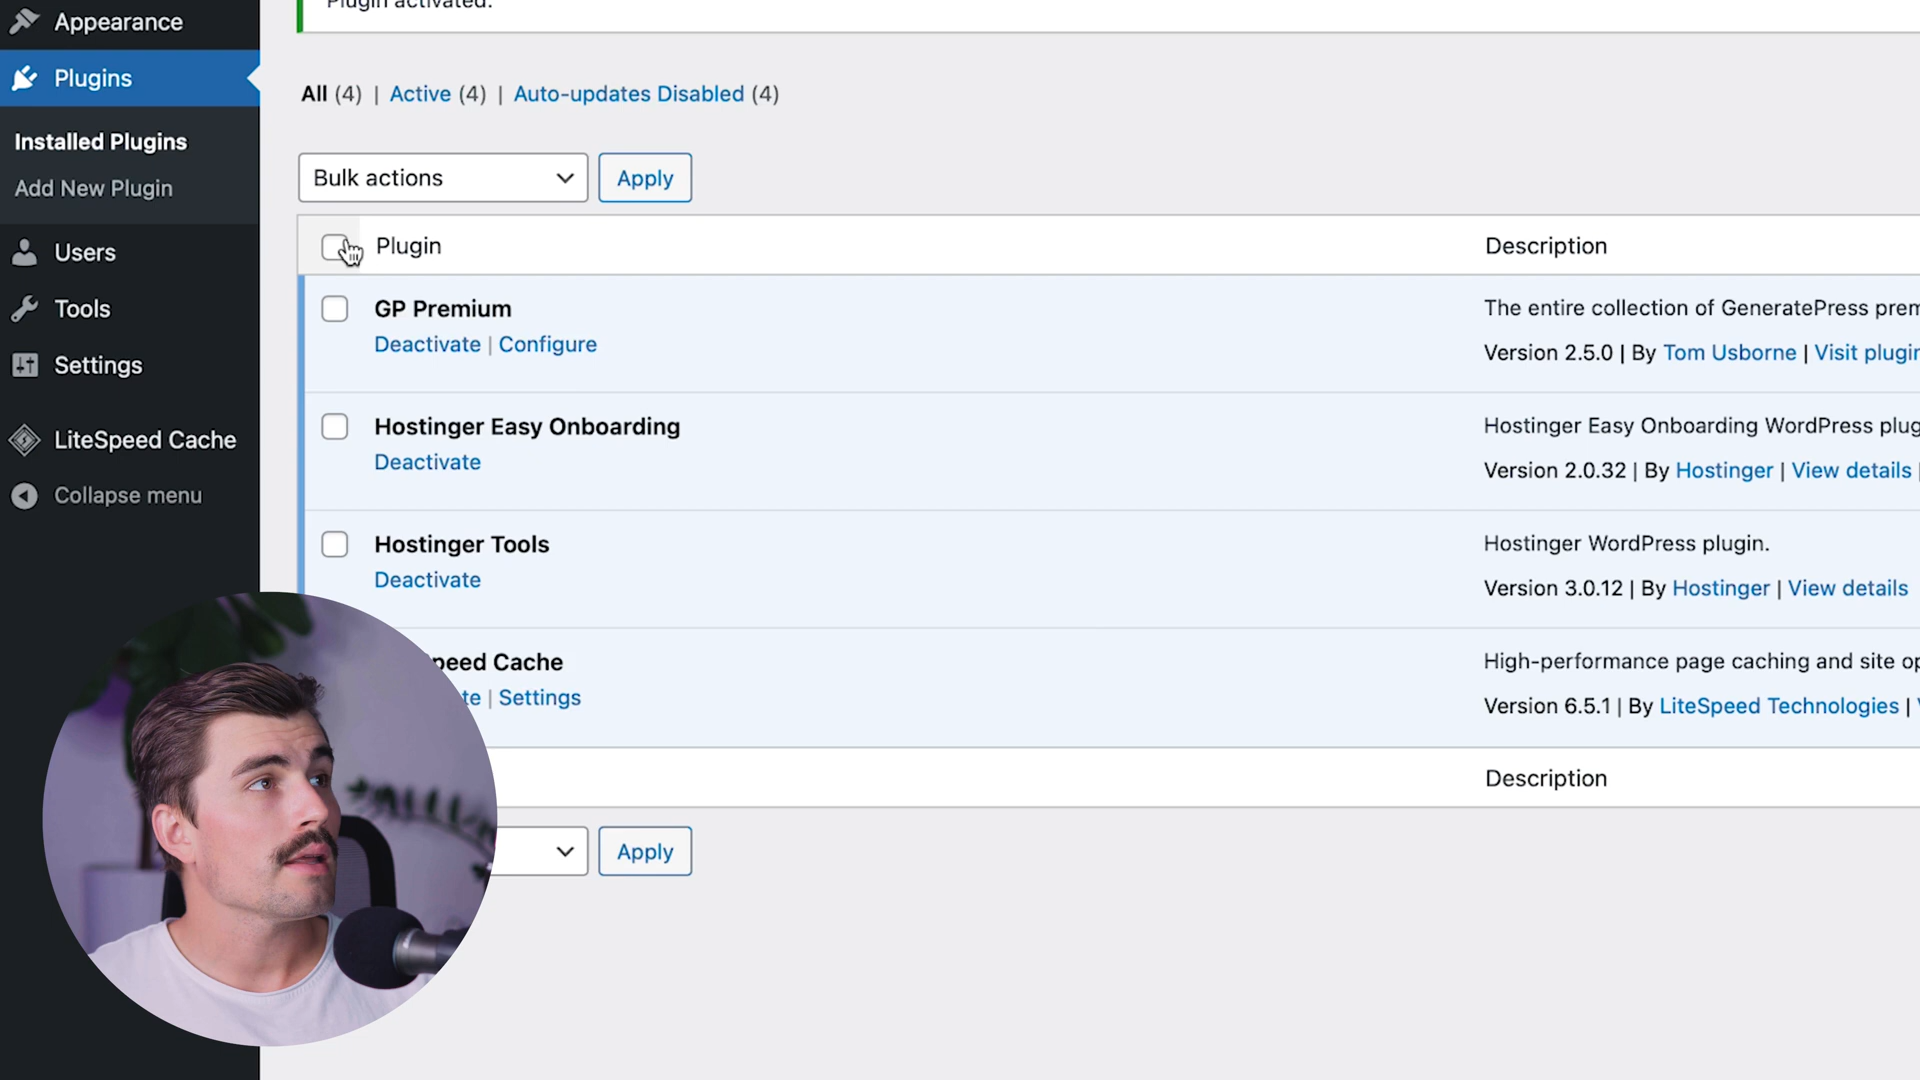 Appearance
Plugins
Installed Plugins
Add New Plugin
Users
Tools
Settings
LiteSpeed Cache
Collapse menu
Plugin activated.
All (4) | Active (4) | Auto-updates Disabled (4)
Bulk actions
Apply
Plugin
Description
GP Premium
Deactivate | Configure
The entire collection of GeneratePress prem
Version 2.5.0 | By Tom Usborne | Visit plugin
Hostinger Easy Onboarding
Deactivate
Hostinger Easy Onboarding WordPress plug
Version 2.0.32 | By Hostinger | View details |
Hostinger Tools
Deactivate
Hostinger WordPress plugin.
Version 3.0.12 | By Hostinger | View details
peed Cache
te | Settings
High-performance page caching and site op
Version 6.5.1 | By LiteSpeed Technologies | V
Description
Apply